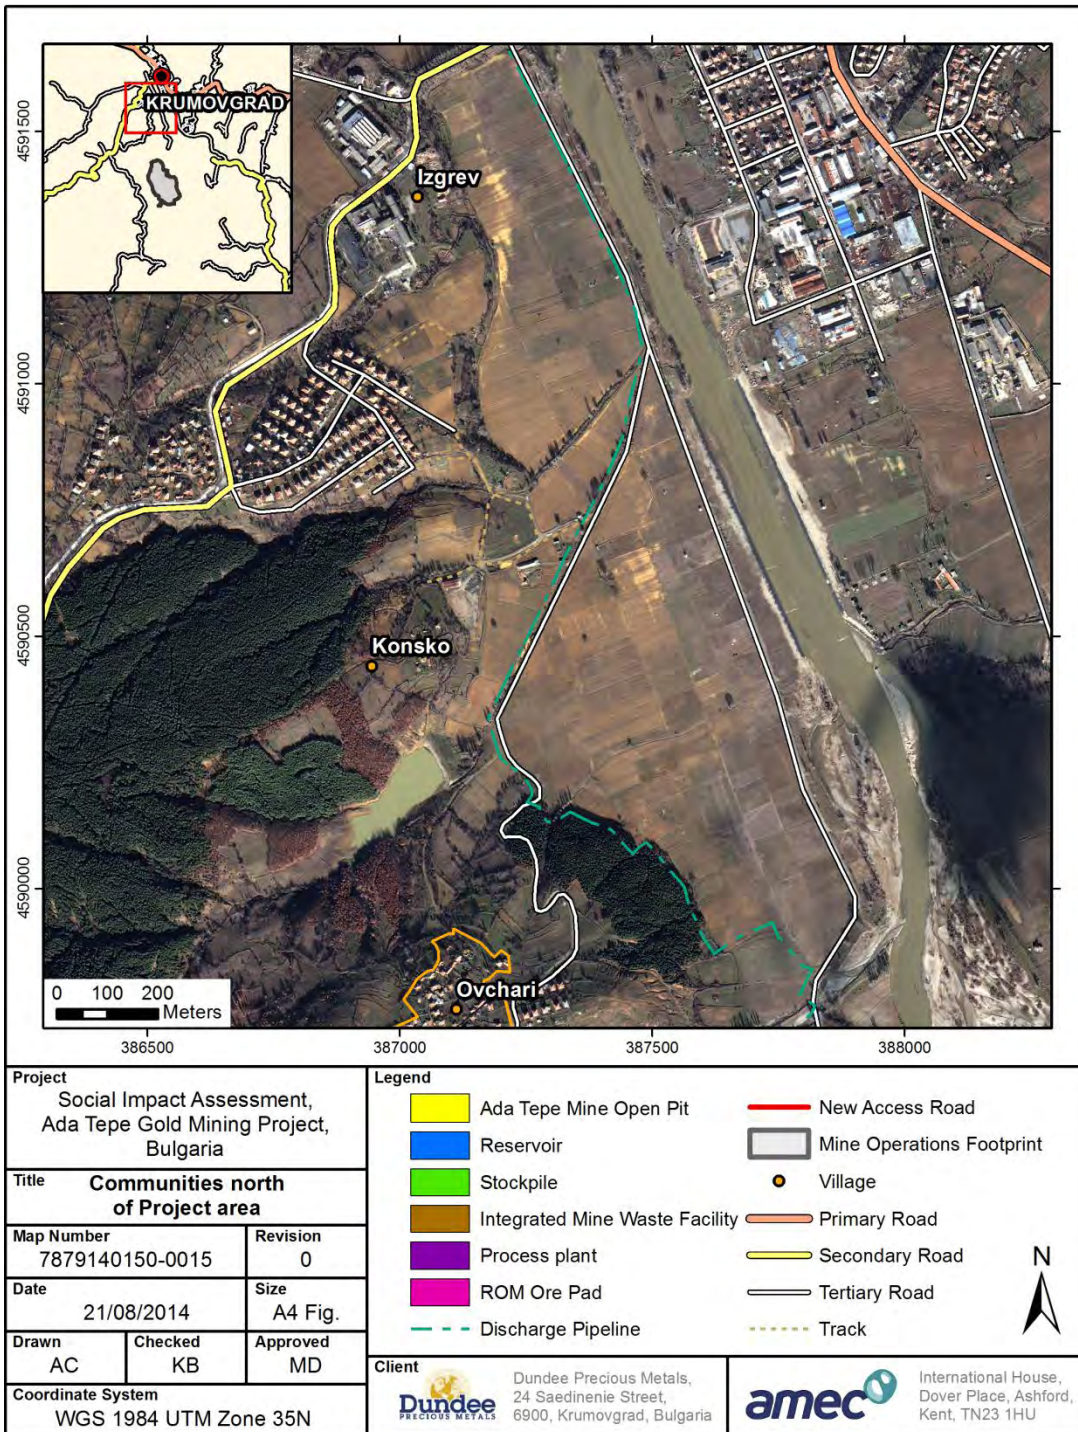 KRUMOVGRAD
Izgrev
Konsko
Ovchari
4591500
4591000
4590500
4590000
0 100 200
Meters
386500 387000 387500 388000
Project
Social Impact Assessment,
Ada Tepe Gold Mining Project,
Bulgaria
Title
Communities north
of Project area
Map Number
7879140150-0015
Revision
0
Date
21/08/2014
Size
A4 Fig.
Drawn
AC
Checked
KB
Approved
MD
Coordinate System
WGS 1984 UTM Zone 35N
Legend
Ada Tepe Mine Open Pit
Reservoir
Stockpile
Integrated Mine Waste Facility
Process plant
ROM Ore Pad
Discharge Pipeline
New Access Road
Mine Operations Footprint
Village
Primary Road
Secondary Road
Tertiary Road
Track
N
Client
Dundee
PRECIOUS METALS
Dundee Precious Metals,
24 Saedinenie Street,
6900, Krumovgrad, Bulgaria
amec
International House,
Dover Place, Ashford,
Kent, TN23 1HU